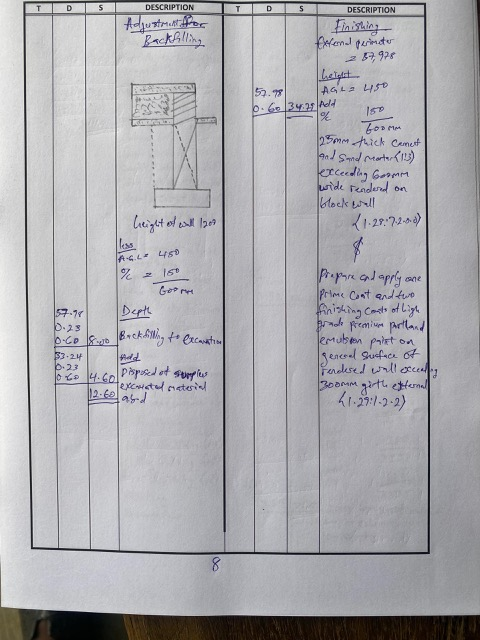 T D S DESCRIPTION T D S DESCRIPTION
Adjustment For
Backfilling
height of wall 1209
less
A.G.L = 450
% = 150
600mm
57.98
0.23
0.60 8.00
Depth
Backfilling to excavation
33.24
0.23
0.60 4.60
12.60
Add
Disposal of surplus
excavated material
abd
Finishing
External perimeter
= 57,978
height
A.G.L = 450
57.98
0.60 34.79
Add
% 150
600mm
25mm thick cement
and sand mortar (1:3)
exceeding 600mm
wide rendered on
block wall
(1.28:7.2.0.0)
&
Prepare and apply one
Prime Coat and two
finishing Coats of high
grade premium portland
emulsion paint on
general surface of
rendered wall exceeding
300mm girth external
(1.29:1.2.2)
8